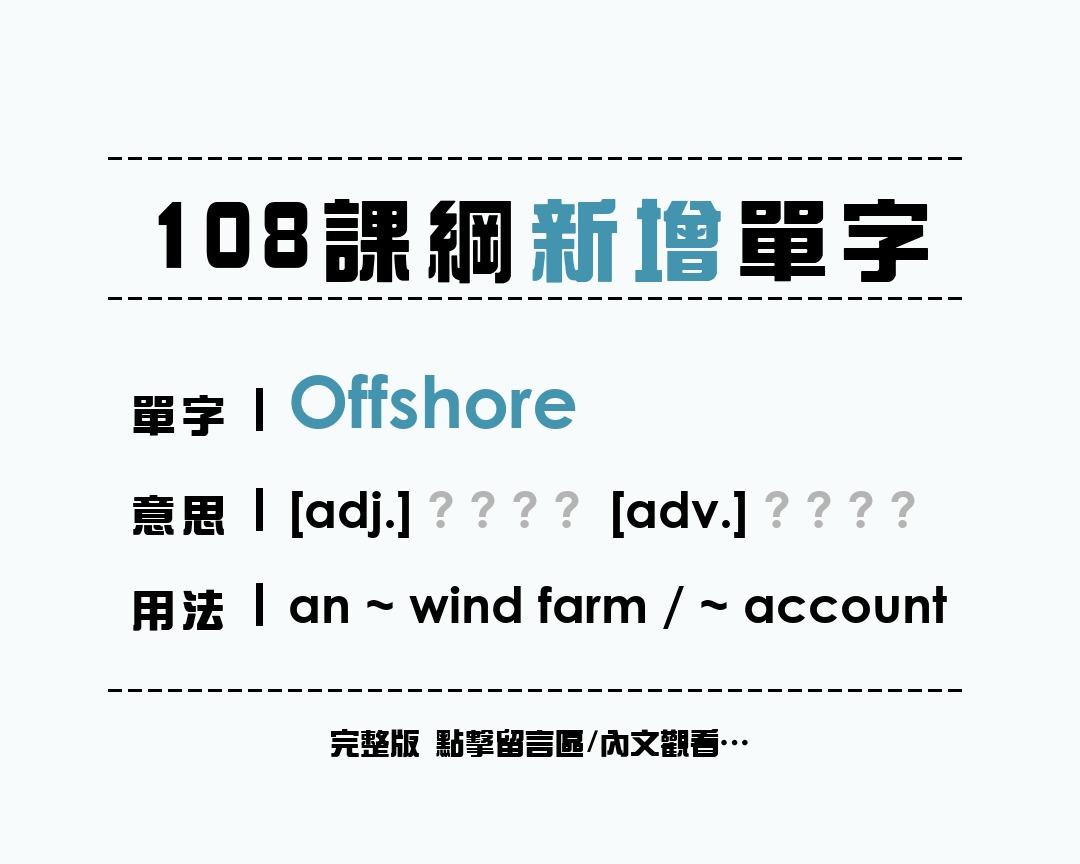 108課綱新增單字
單字 | Offshore
意思 | [adj.] ???? [adv.] ????
用法 | an ~ wind farm / ~ account
完整版 點擊留言區/內文觀看…